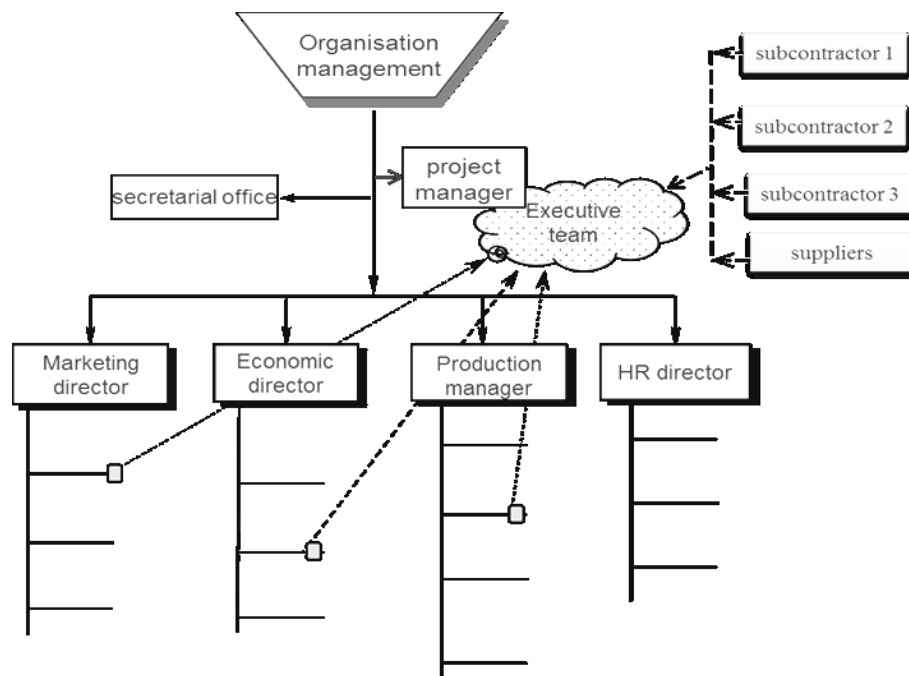 Organisation
management
subcontractor 1
subcontractor 2
project
manager
secretarial office
subcontractor 3
Executive
team
suppliers
Marketing
director
Economic
director
Production
manager
HR director